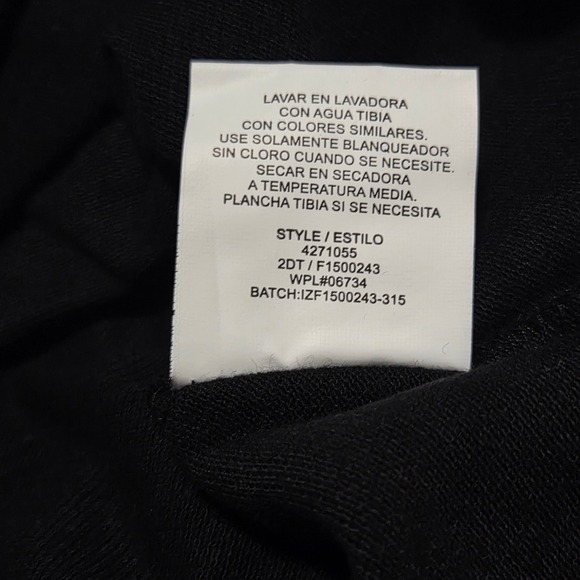 LAVAR EN LAVADORA
CON AGUA TIBIA
CON COLORES SIMILARES.
USE SOLAMENTE BLANQUEADOR
SIN CLORO CUANDO SE NECESITE.
SECAR EN SECADORA
A TEMPERATURA MEDIA.
PLANCHA TIBIA SI SE NECESITA
STYLE / ESTILO
4271055
2DT / F1500243
WPL#06734
BATCH:IZF1500243-315